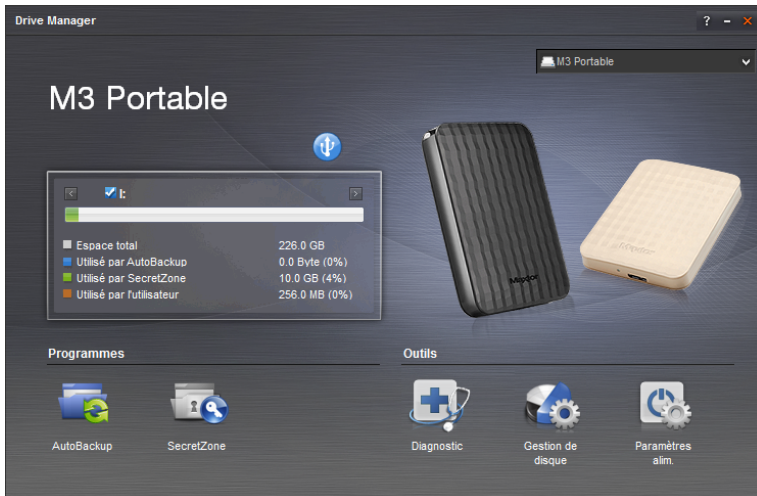 Drive Manager
? – ×
M3 Portable
M3 Portable
< I: >
Espace total 226.0 GB
Utilisé par AutoBackup 0.0 Byte (0%)
Utilisé par SecretZone 10.0 GB (4%)
Utilisé par l'utilisateur 256.0 MB (0%)
Maxtor
Maxtor
Programmes
Outils
AutoBackup
SecretZone
Diagnostic
Gestion de
disque
Paramètres
alim.